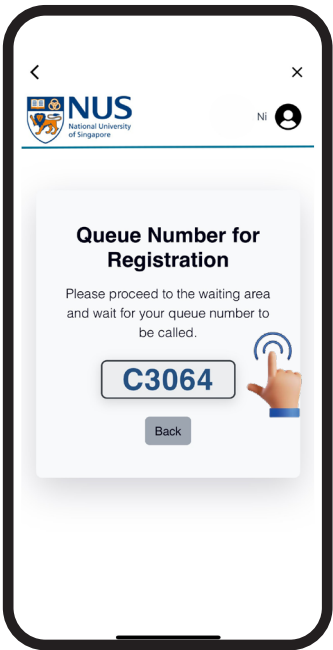 NUS
National University
of Singapore
Ni
Queue Number for
Registration
Please proceed to the waiting area
and wait for your queue number to
be called.
C3064
Back